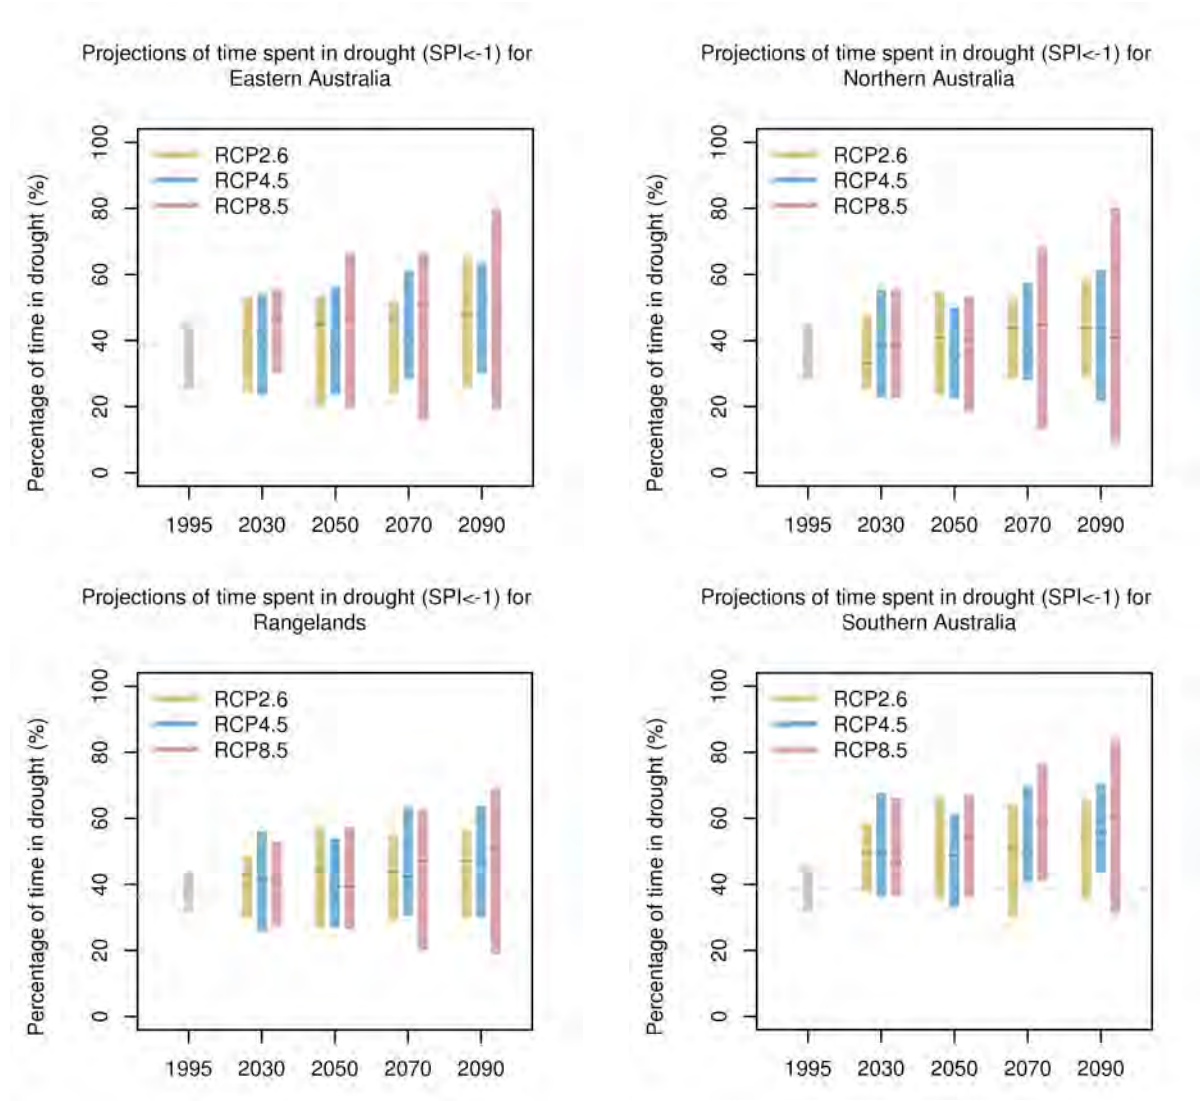 Projections of time spent in drought (SPI<-1) for
Eastern Australia
Percentage of time in drought (%)
100
80
60
40
20
0
RCP2.6
RCP4.5
RCP8.5
1995 2030 2050 2070 2090
Projections of time spent in drought (SPI<-1) for
Northern Australia
Percentage of time in drought (%)
100
80
60
40
20
0
RCP2.6
RCP4.5
RCP8.5
1995 2030 2050 2070 2090
Projections of time spent in drought (SPI<-1) for
Rangelands
Percentage of time in drought (%)
100
80
60
40
20
0
RCP2.6
RCP4.5
RCP8.5
1995 2030 2050 2070 2090
Projections of time spent in drought (SPI<-1) for
Southern Australia
Percentage of time in drought (%)
100
80
60
40
20
0
RCP2.6
RCP4.5
RCP8.5
1995 2030 2050 2070 2090